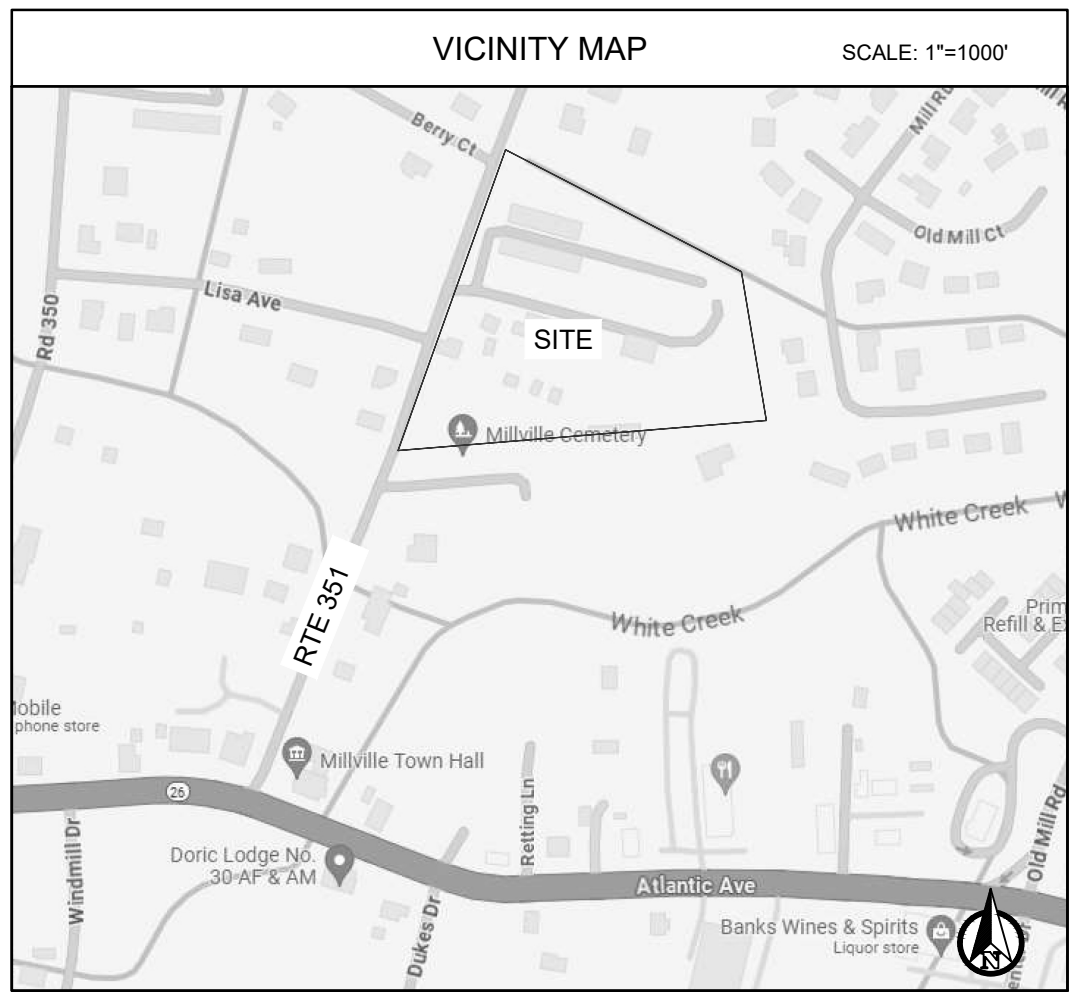 VICINITY MAP
SCALE: 1"=1000'
Berry Ct
Old Mill Ct
Lisa Ave
Rd 350
SITE
Millville Cemetery
White Creek
RTE 351
White Creek
Refill &
phone store
Millville Town Hall
26
Retting Ln
Old Mill Rd
Windmill Dr
Doric Lodge No.
30 AF & AM
Atlantic Ave
Dukes Dr
Banks Wines & Spirits
Liquor store
N